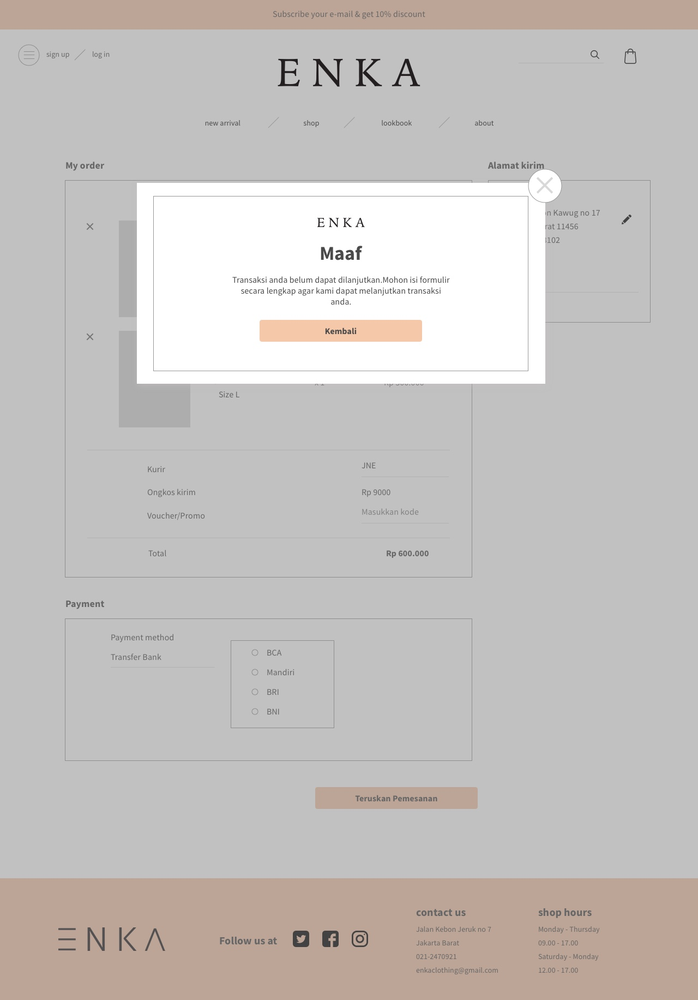 Subscribe your e-mail & get 10% discount
sign up
log in
ENKA
new arrival
shop
lookbook
about
My order
Alamat kirim
ENKA
Maaf
Transaksi anda belum dapat dilanjutkan.Mohon isi formulir
secara lengkap agar kami dapat melanjutkan transaksi
anda.
Kembali
Kawug no 17
11456
Size L
Kurir
JNE
Ongkos kirim
Rp 9000
Voucher/Promo
Masukkan kode
Total
Rp 600.000
Payment
Payment method
Transfer Bank
BCA
Mandiri
BRI
BNI
Teruskan Pemesanan
ENKA
Follow us at
contact us
Jalan Kebon Jeruk no 7
Jakarta Barat
021-2470921
enkaclothing@gmail.com
shop hours
Monday - Thursday
09.00 - 17.00
Saturday - Monday
12.00 - 17.00